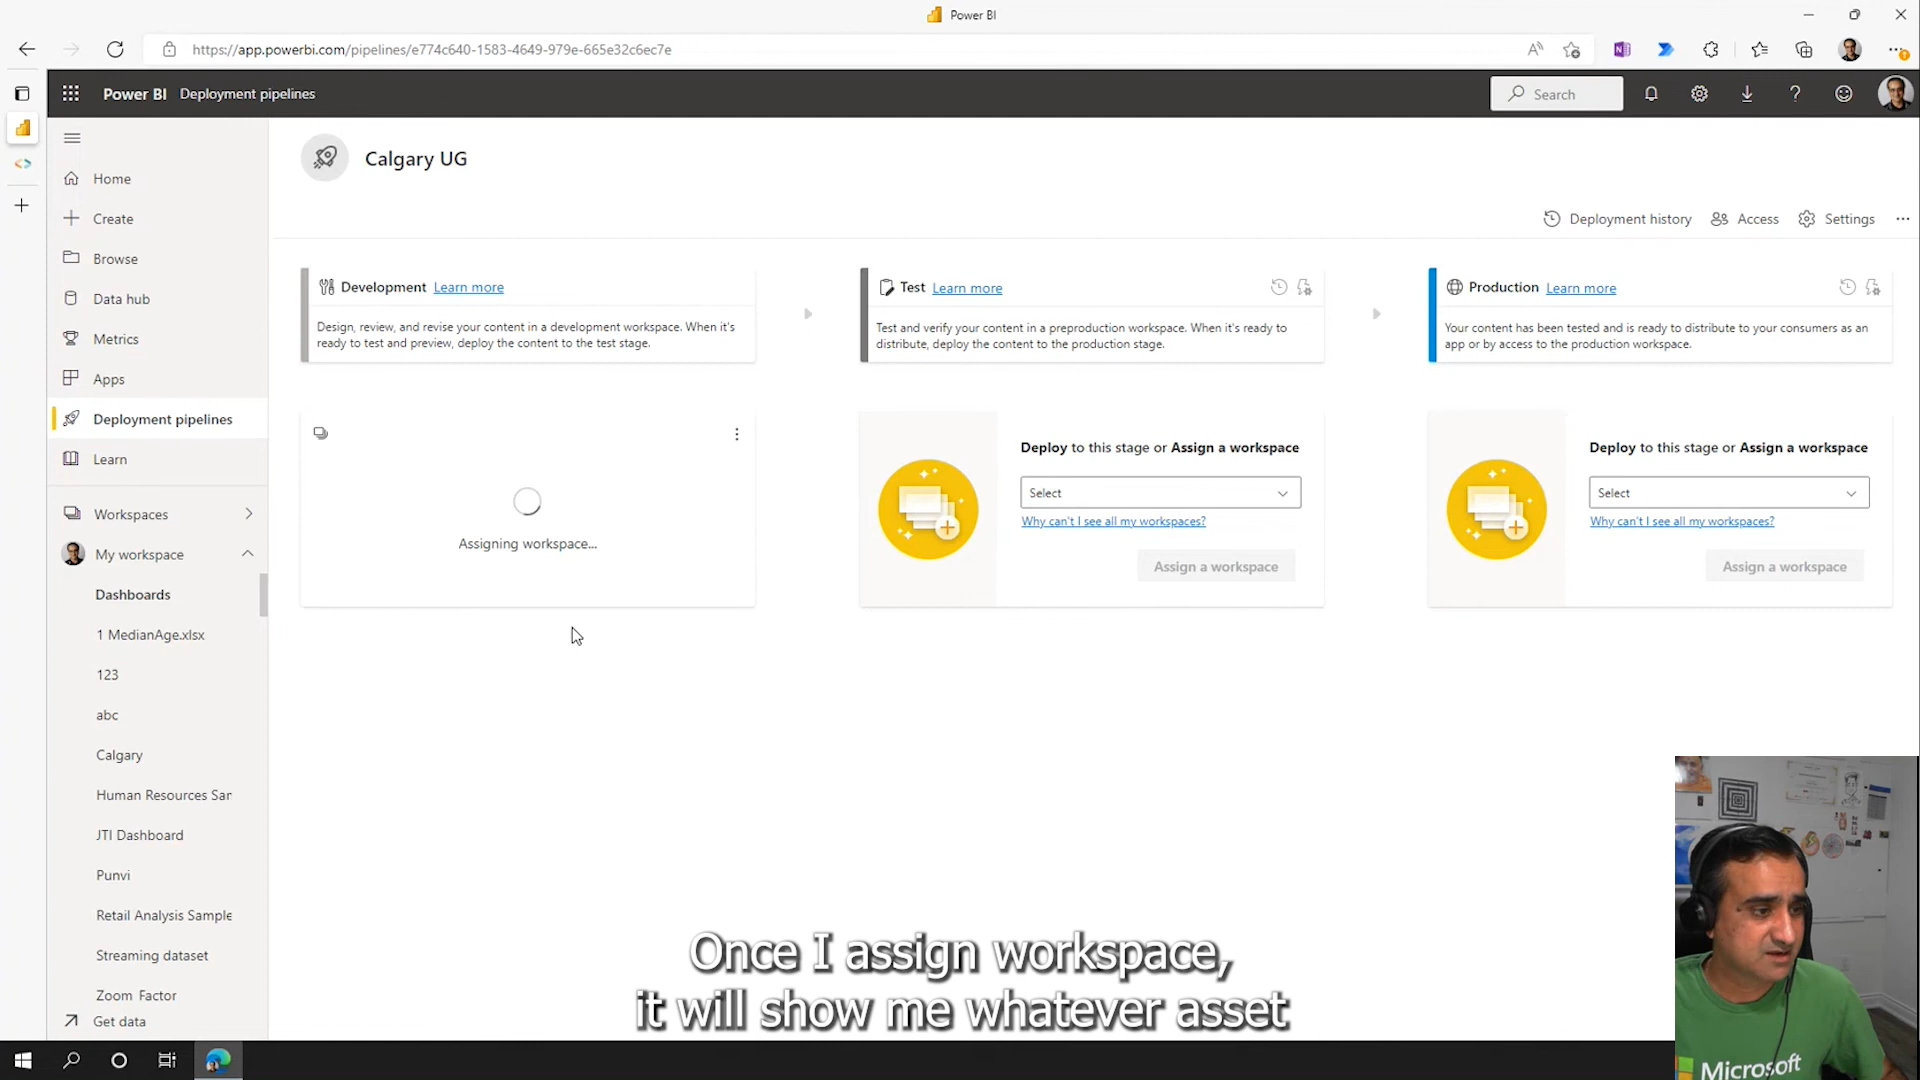 Power BI
https://app.powerbi.com/pipelines/e774c640-1583-4649-979e-665e32c6ec7e
Power BI Deployment pipelines
Search
Calgary UG
Deployment history Access Settings
Home
Create
Browse
Data hub
Metrics
Apps
Deployment pipelines
Learn
Workspaces
My workspace
Dashboards
1 MedianAge.xlsx
123
abc
Calgary
Human Resources Sar
JTI Dashboard
Punvi
Retail Analysis Sample
Streaming dataset
Zoom Factor
Get data
Development Learn more
Design, review, and revise your content in a development workspace. When it's
ready to test and preview, deploy the content to the test stage.
Assigning workspace...
Test Learn more
Test and verify your content in a preproduction workspace. When it's ready to
distribute, deploy the content to the production stage.
Deploy to this stage or Assign a workspace
Select
Why can't I see all my workspaces?
Assign a workspace
Production Learn more
Your content has been tested and is ready to distribute to your consumers as an
app or by access to the production workspace.
Deploy to this stage or Assign a workspace
Select
Why can't I see all my workspaces?
Assign a workspace
Once I assign workspace,
it will show me whatever asset
Microsoft